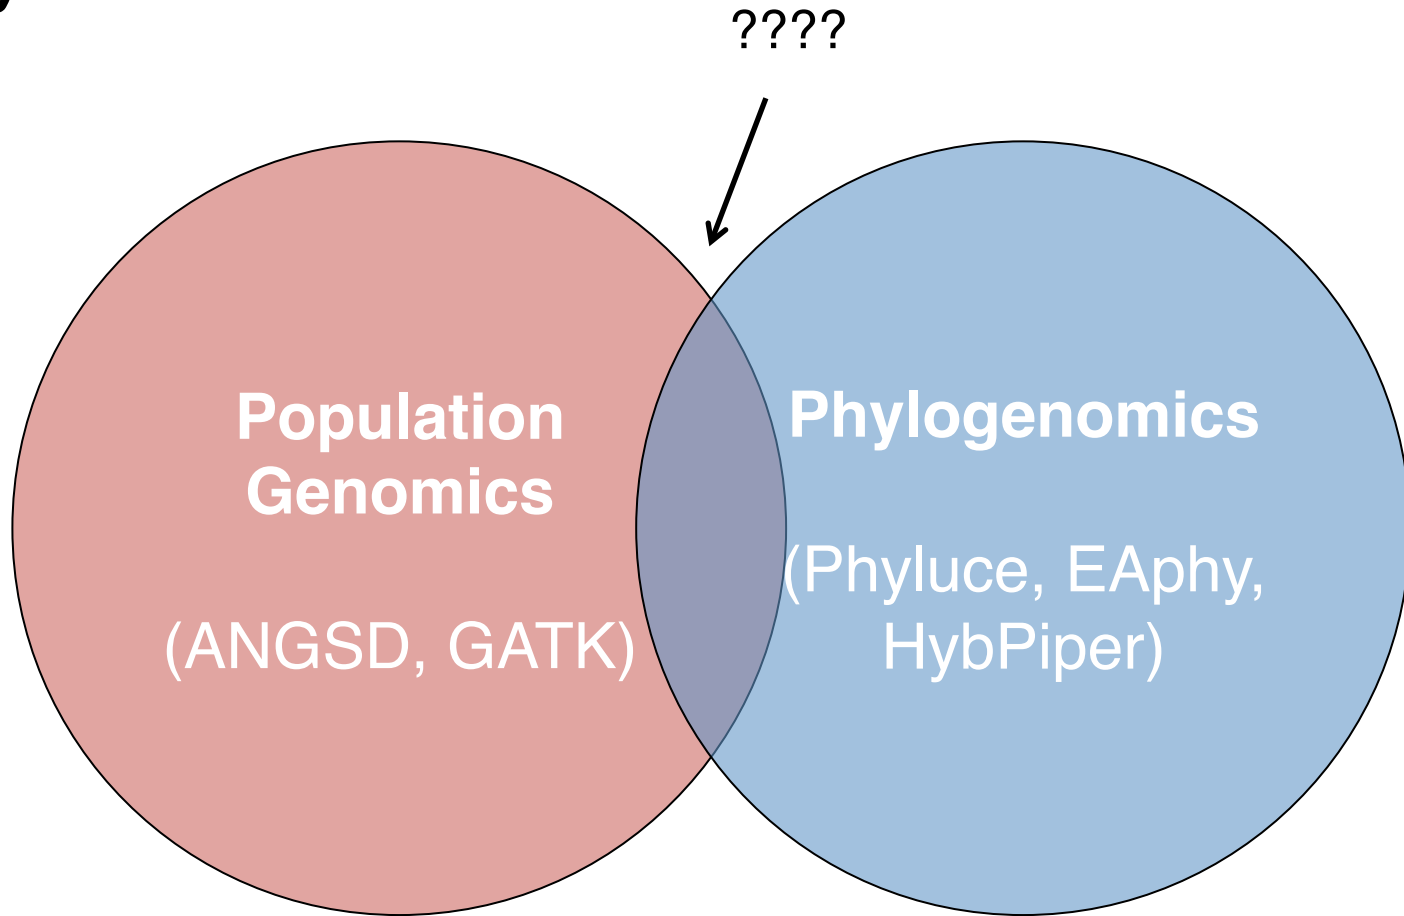 ????
Population
Genomics
(ANGSD, GATK)
Phylogenomics
(Phyluce, EAphy,
HybPiper)